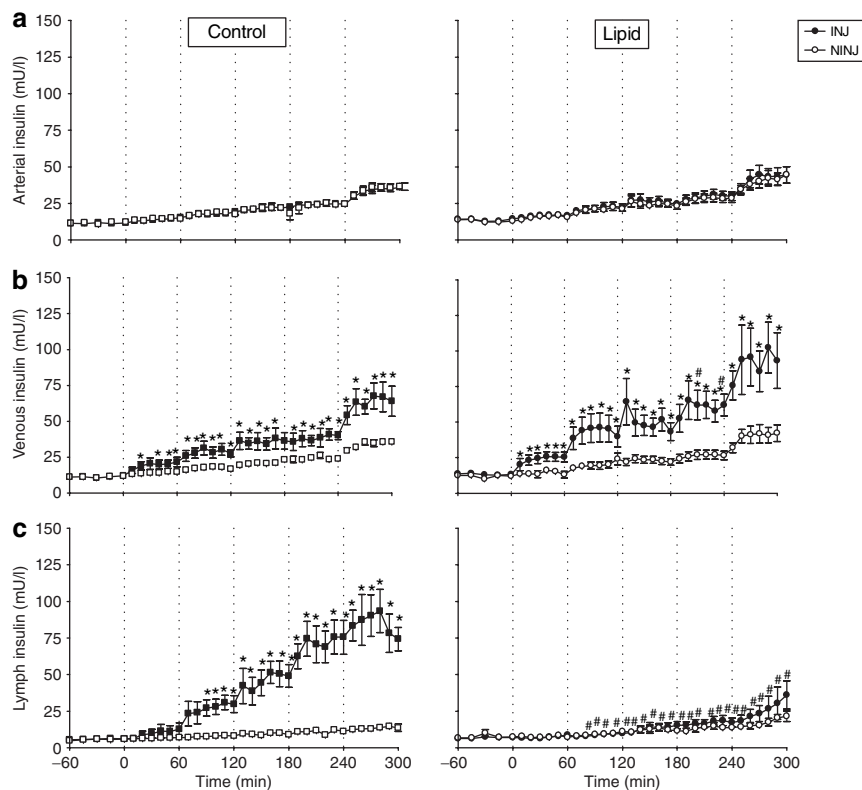 a
Control
Lipid
INJ
NINJ
Arterial insulin (mU/l)
150
125
100
75
50
25
0
b
Venous insulin (mU/l)
150
125
100
75
50
25
0
* * * * * * * * * * * * * * * * * * * * * * * * * * *
* * * * * * * * * * * * * * * * * * * * # * * # * * * * * * *
c
Lymph insulin (mU/l)
150
125
100
75
50
25
0
* * * * * * * * * * * * * * * * * * * * * * *
# # # # # # # # # # # # # # # # # # # # # #
–60 0 60 120 180 240 300
Time (min)
–60 0 60 120 180 240 300
Time (min)